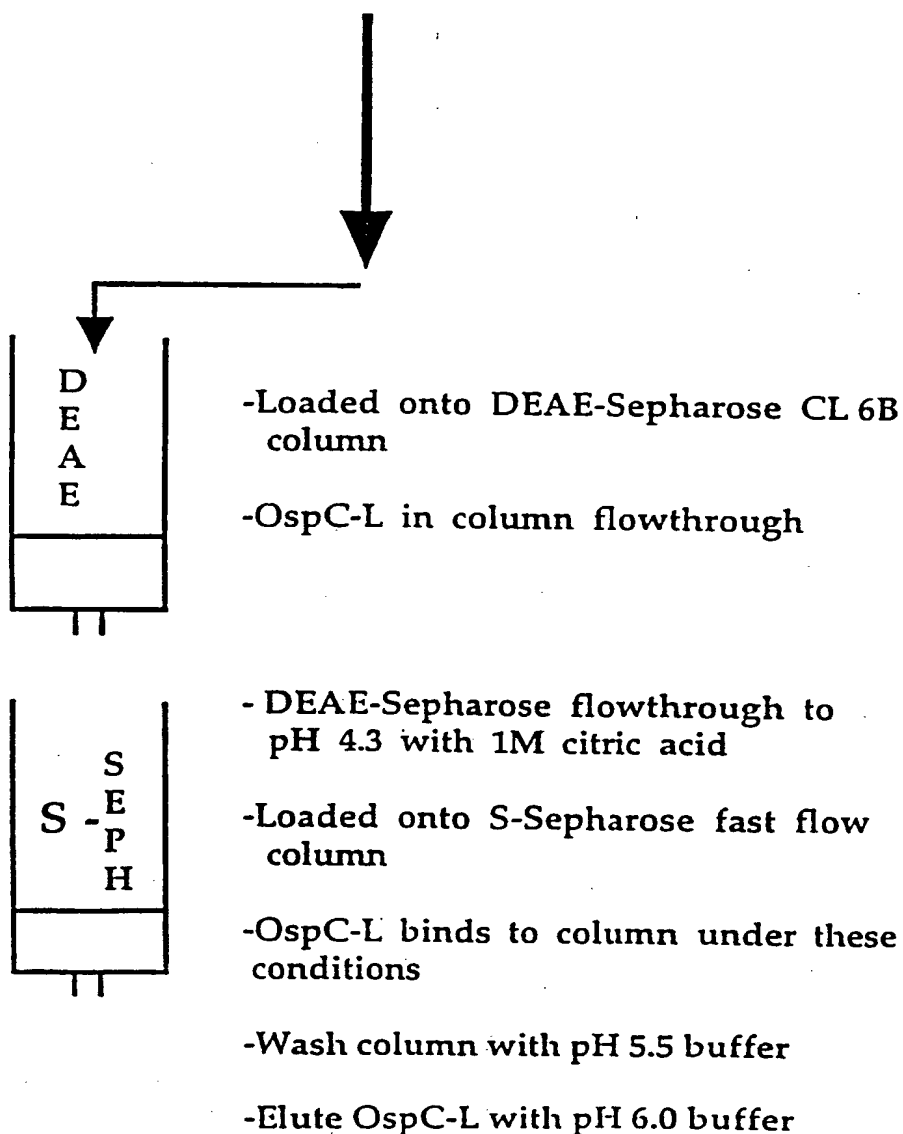 D
E
A
E
-Loaded onto DEAE-Sepharose CL 6B
column
-OspC-L in column flowthrough
S -
S
E
P
H
- DEAE-Sepharose flowthrough to
pH 4.3 with 1M citric acid
-Loaded onto S-Sepharose fast flow
column
-OspC-L binds to column under these
conditions
-Wash column with pH 5.5 buffer
-Elute OspC-L with pH 6.0 buffer